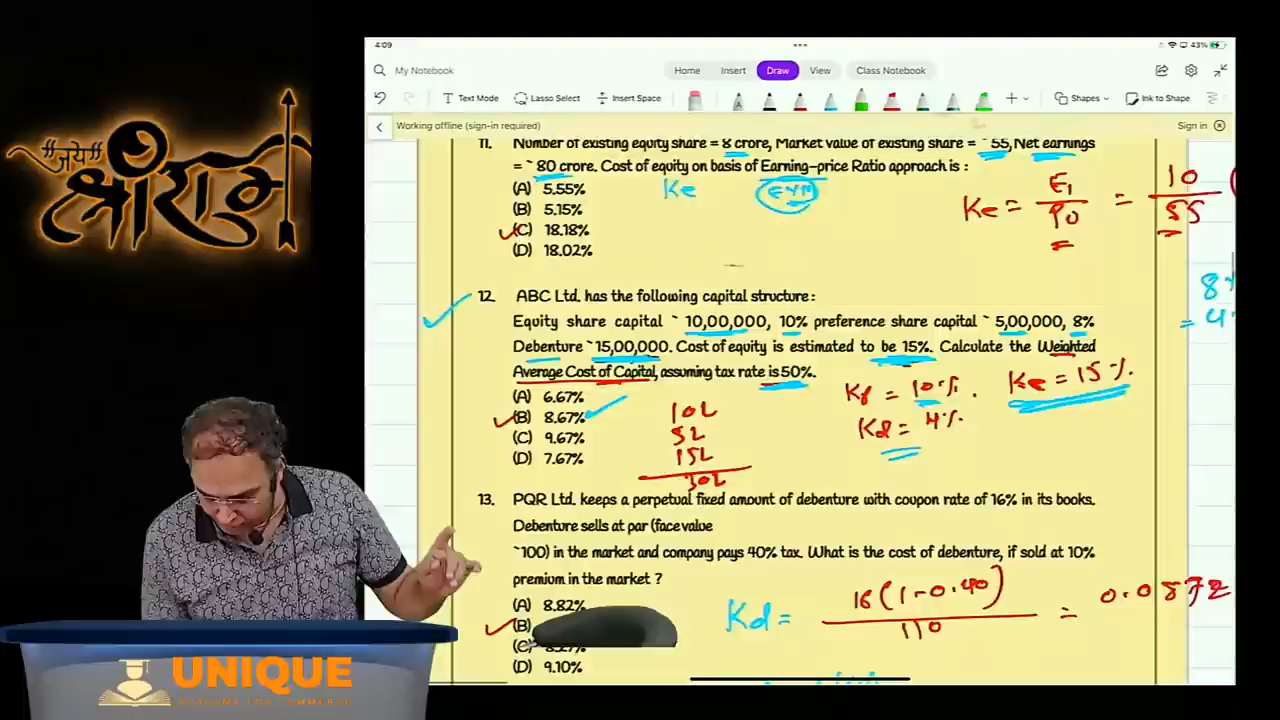 4:09
43%
My Notebook
Home Insert Draw View Class Notebook
Text Mode Lasso Select Insert Space Shapes Ink to Shape
Working offline (sign-in required) Sign in
"जय"
श्रीराम
11. Number of existing equity share = 8 crore, Market value of existing share = ` 55, Net earnings
= ` 80 crore. Cost of equity on basis of Earning-price Ratio approach is :
(A) 5.55% Ke
(B) 5.15%
(C) 18.18%
(D) 18.02%
Ke = E1/P0 = 10/55
12. ABC Ltd. has the following capital structure:
Equity share capital ` 10,00,000, 10% preference share capital ` 5,00,000, 8%
Debenture ` 15,00,000. Cost of equity is estimated to be 15%. Calculate the Weighted
Average Cost of Capital, assuming tax rate is 50%.
(A) 6.67%
(B) 8.67%
(C) 9.67%
(D) 7.67%
10L
5L
15L
30L
Ke = 15%
= 10%.
Kd = 4%
13. PQR Ltd. keeps a perpetual fixed amount of debenture with coupon rate of 16% in its books.
Debenture sells at par (face value
`100) in the market and company pays 40% tax. What is the cost of debenture, if sold at 10%
premium in the market ?
(A) 8.82%
(B)
(C)
(D) 9.10%
Kd = 16(1-0.40)/110 = 0.0872
UNIQUE
ACADEMY FOR COMMERCE